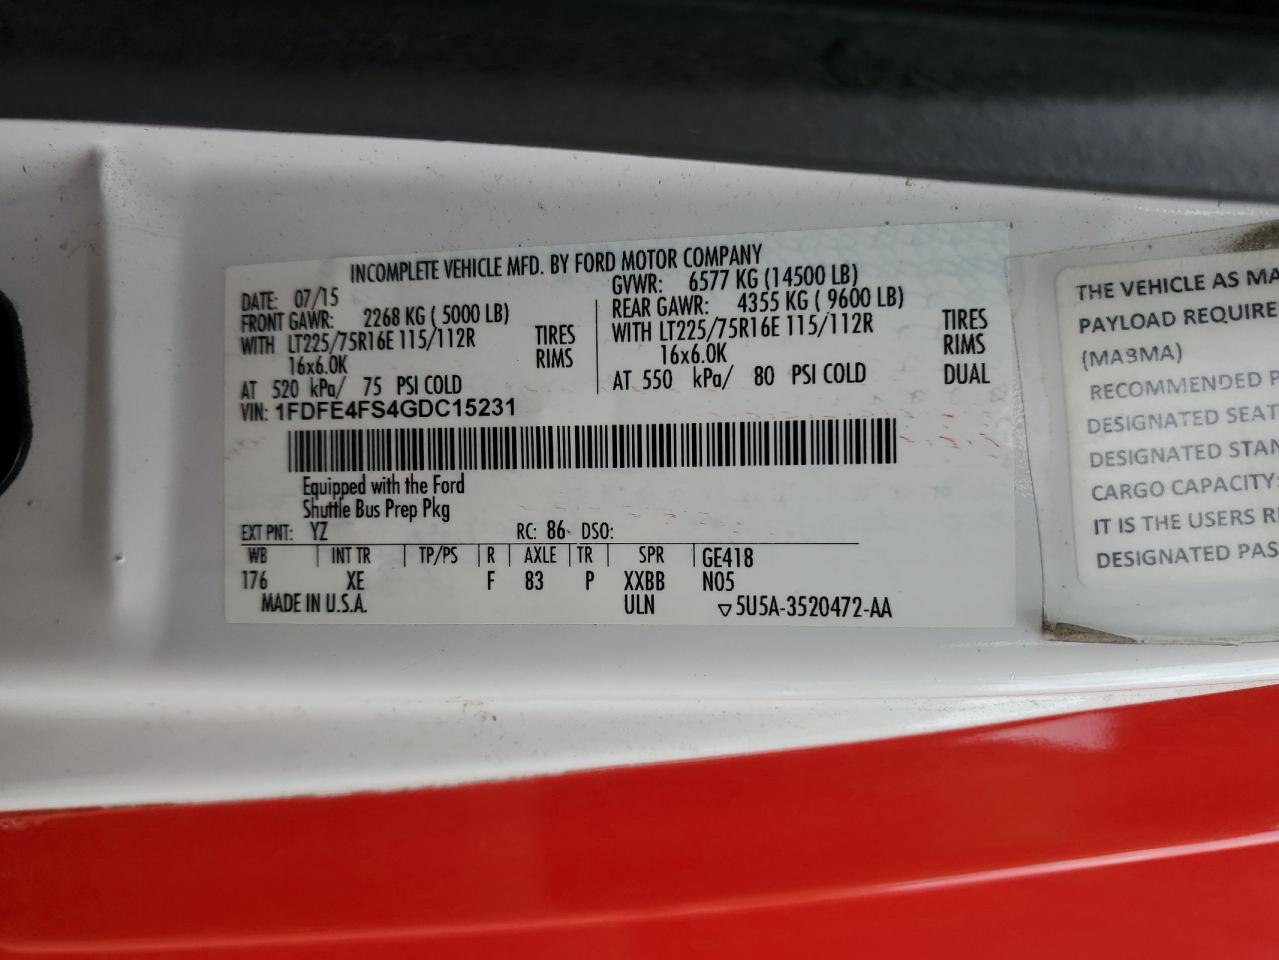 INCOMPLETE VEHICLE MFD. BY FORD MOTOR COMPANY
DATE: 07/15
FRONT GAWR: 2268 KG ( 5000 LB)
WITH LT225/75R16E 115/112R TIRES
16x6.0K RIMS
AT 520 kPa/ 75 PSI COLD
GVWR: 6577 KG (14500 LB)
REAR GAWR: 4355 KG ( 9600 LB)
WITH LT225/75R16E 115/112R TIRES
16x6.0K RIMS
AT 550 kPa/ 80 PSI COLD DUAL
VIN: 1FDFE4FS4GDC15231
Equipped with the Ford
Shuttle Bus Prep Pkg
EXT PNT: YZ RC: 86 DSO:
WB INT TR TP/PS R AXLE TR SPR GE418
176 XE F 83 P XXBB N05
MADE IN U.S.A. ULN ▽5U5A-3520472-AA
THE VEHICLE AS MA
PAYLOAD REQUIRE
(MABMA)
RECOMMENDED P
DESIGNATED SEAT
DESIGNATED STAN
CARGO CAPACITY:
IT IS THE USERS RE
DESIGNATED PAS